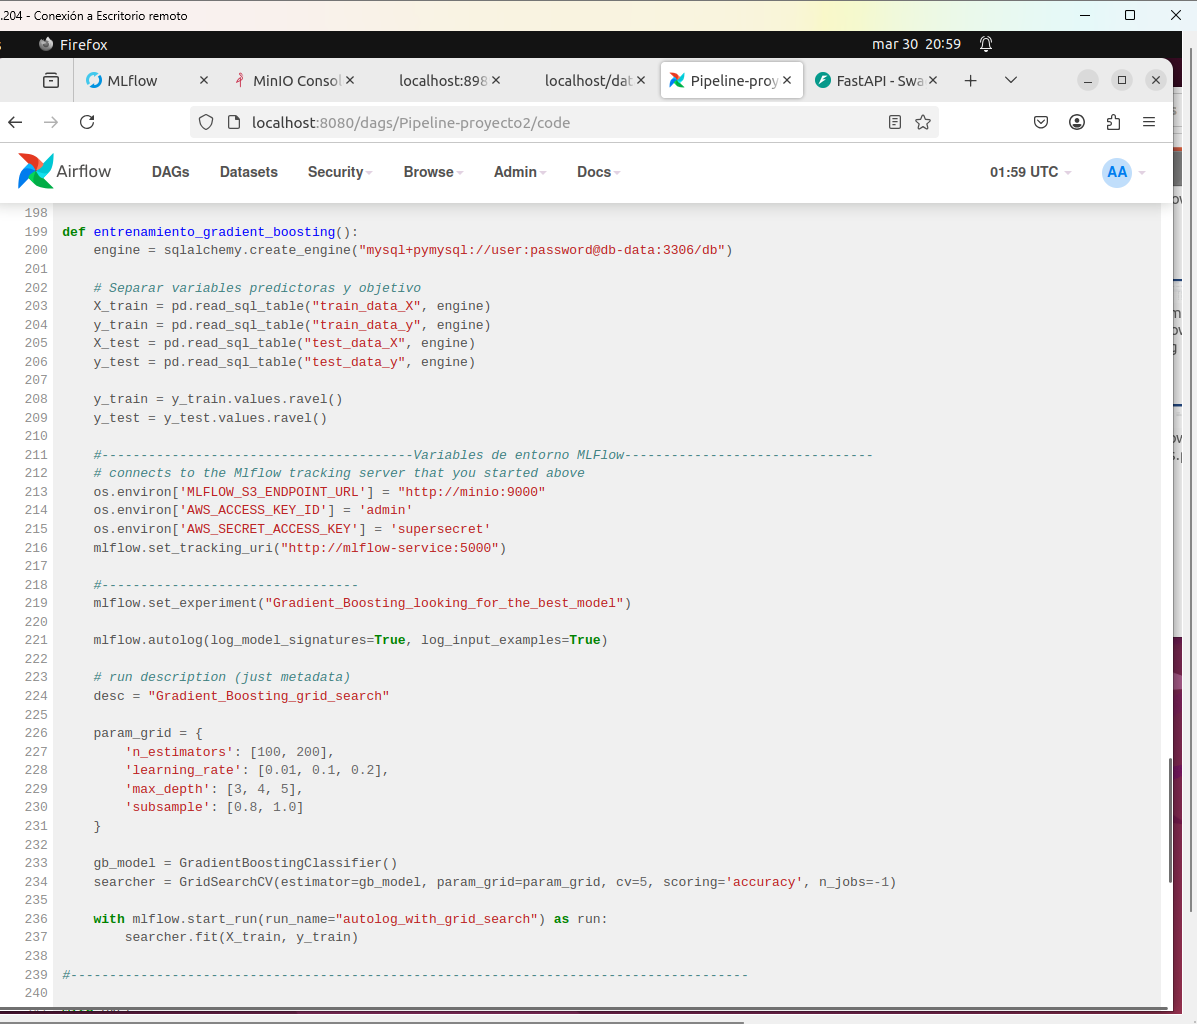 .204 - Conexión a Escritorio remoto
Firefox
mar 30 20:59
MLflow
MinIO Consol
localhost:898
localhost/dat
Pipeline-proy
FastAPI - Swa
localhost:8080/dags/Pipeline-proyecto2/code
Airflow
DAGs
Datasets
Security
Browse
Admin
Docs
01:59 UTC
AA
198
199 def entrenamiento_gradient_boosting():
200 engine = sqlalchemy.create_engine("mysql+pymysql://user:password@db-data:3306/db")
201
202 # Separar variables predictoras y objetivo
203 X_train = pd.read_sql_table("train_data_X", engine)
204 y_train = pd.read_sql_table("train_data_y", engine)
205 X_test = pd.read_sql_table("test_data_X", engine)
206 y_test = pd.read_sql_table("test_data_y", engine)
207
208 y_train = y_train.values.ravel()
209 y_test = y_test.values.ravel()
210
211 #----------------------------------------Variables de entorno MLFlow--------------------------------
212 # connects to the Mlflow tracking server that you started above
213 os.environ['MLFLOW_S3_ENDPOINT_URL'] = "http://minio:9000"
214 os.environ['AWS_ACCESS_KEY_ID'] = 'admin'
215 os.environ['AWS_SECRET_ACCESS_KEY'] = 'supersecret'
216 mlflow.set_tracking_uri("http://mlflow-service:5000")
217
218 #---------------------------------
219 mlflow.set_experiment("Gradient_Boosting_looking_for_the_best_model")
220
221 mlflow.autolog(log_model_signatures=True, log_input_examples=True)
222
223 # run description (just metadata)
224 desc = "Gradient_Boosting_grid_search"
225
226 param_grid = {
227 'n_estimators': [100, 200],
228 'learning_rate': [0.01, 0.1, 0.2],
229 'max_depth': [3, 4, 5],
230 'subsample': [0.8, 1.0]
231 }
232
233 gb_model = GradientBoostingClassifier()
234 searcher = GridSearchCV(estimator=gb_model, param_grid=param_grid, cv=5, scoring='accuracy', n_jobs=-1)
235
236 with mlflow.start_run(run_name="autolog_with_grid_search") as run:
237 searcher.fit(X_train, y_train)
238
239 #---------------------------------------------------------------------------------------
240